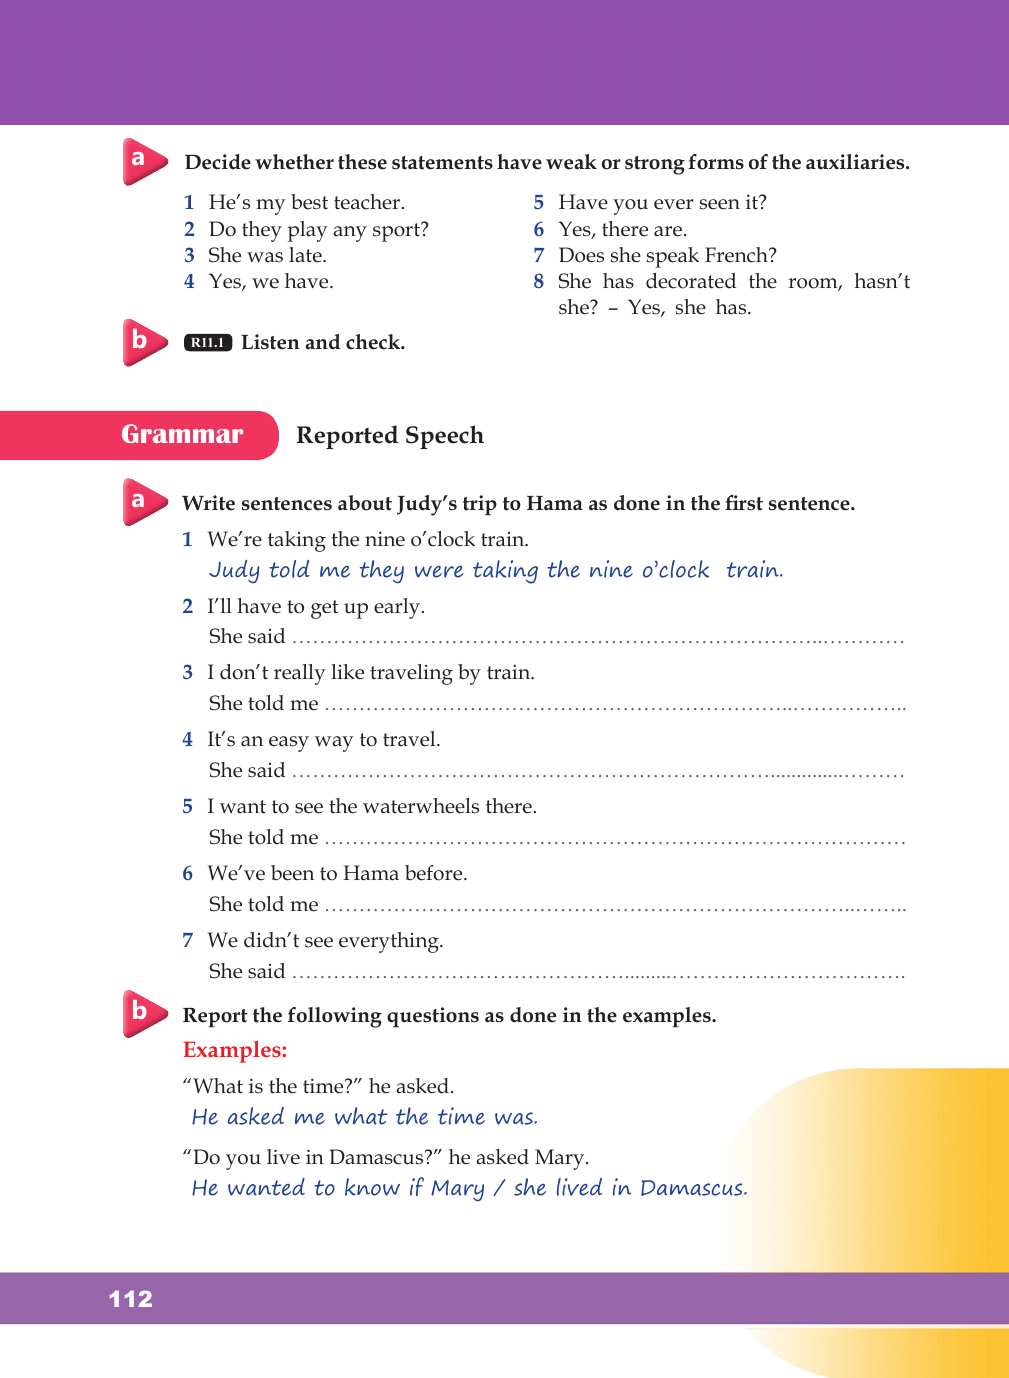 a Decide whether these statements have weak or strong forms of the auxiliaries.
1 He's my best teacher.
2 Do they play any sport?
3 She was late.
4 Yes, we have.
5 Have you ever seen it?
6 Yes, there are.
7 Does she speak French?
8 She has decorated the room, hasn't
she? – Yes, she has.
b R11.1 Listen and check.
Grammar Reported Speech
a Write sentences about Judy's trip to Hama as done in the first sentence.
1 We're taking the nine o'clock train.
Judy told me they were taking the nine o'clock train.
2 I'll have to get up early.
She said ……………………………………………………………………..…………
3 I don't really like traveling by train.
She told me …………………………………………………………..……………..
4 It's an easy way to travel.
She said ……………………………………………………………...............………
5 I want to see the waterwheels there.
She told me …………………………………………………………………………
6 We've been to Hama before.
She told me …………………………………………………………………..……..
7 We didn't see everything.
She said ………………………………………….........…………………………….
b Report the following questions as done in the examples.
Examples:
“What is the time?” he asked.
He asked me what the time was.
“Do you live in Damascus?” he asked Mary.
He wanted to know if Mary / she lived in Damascus.
112